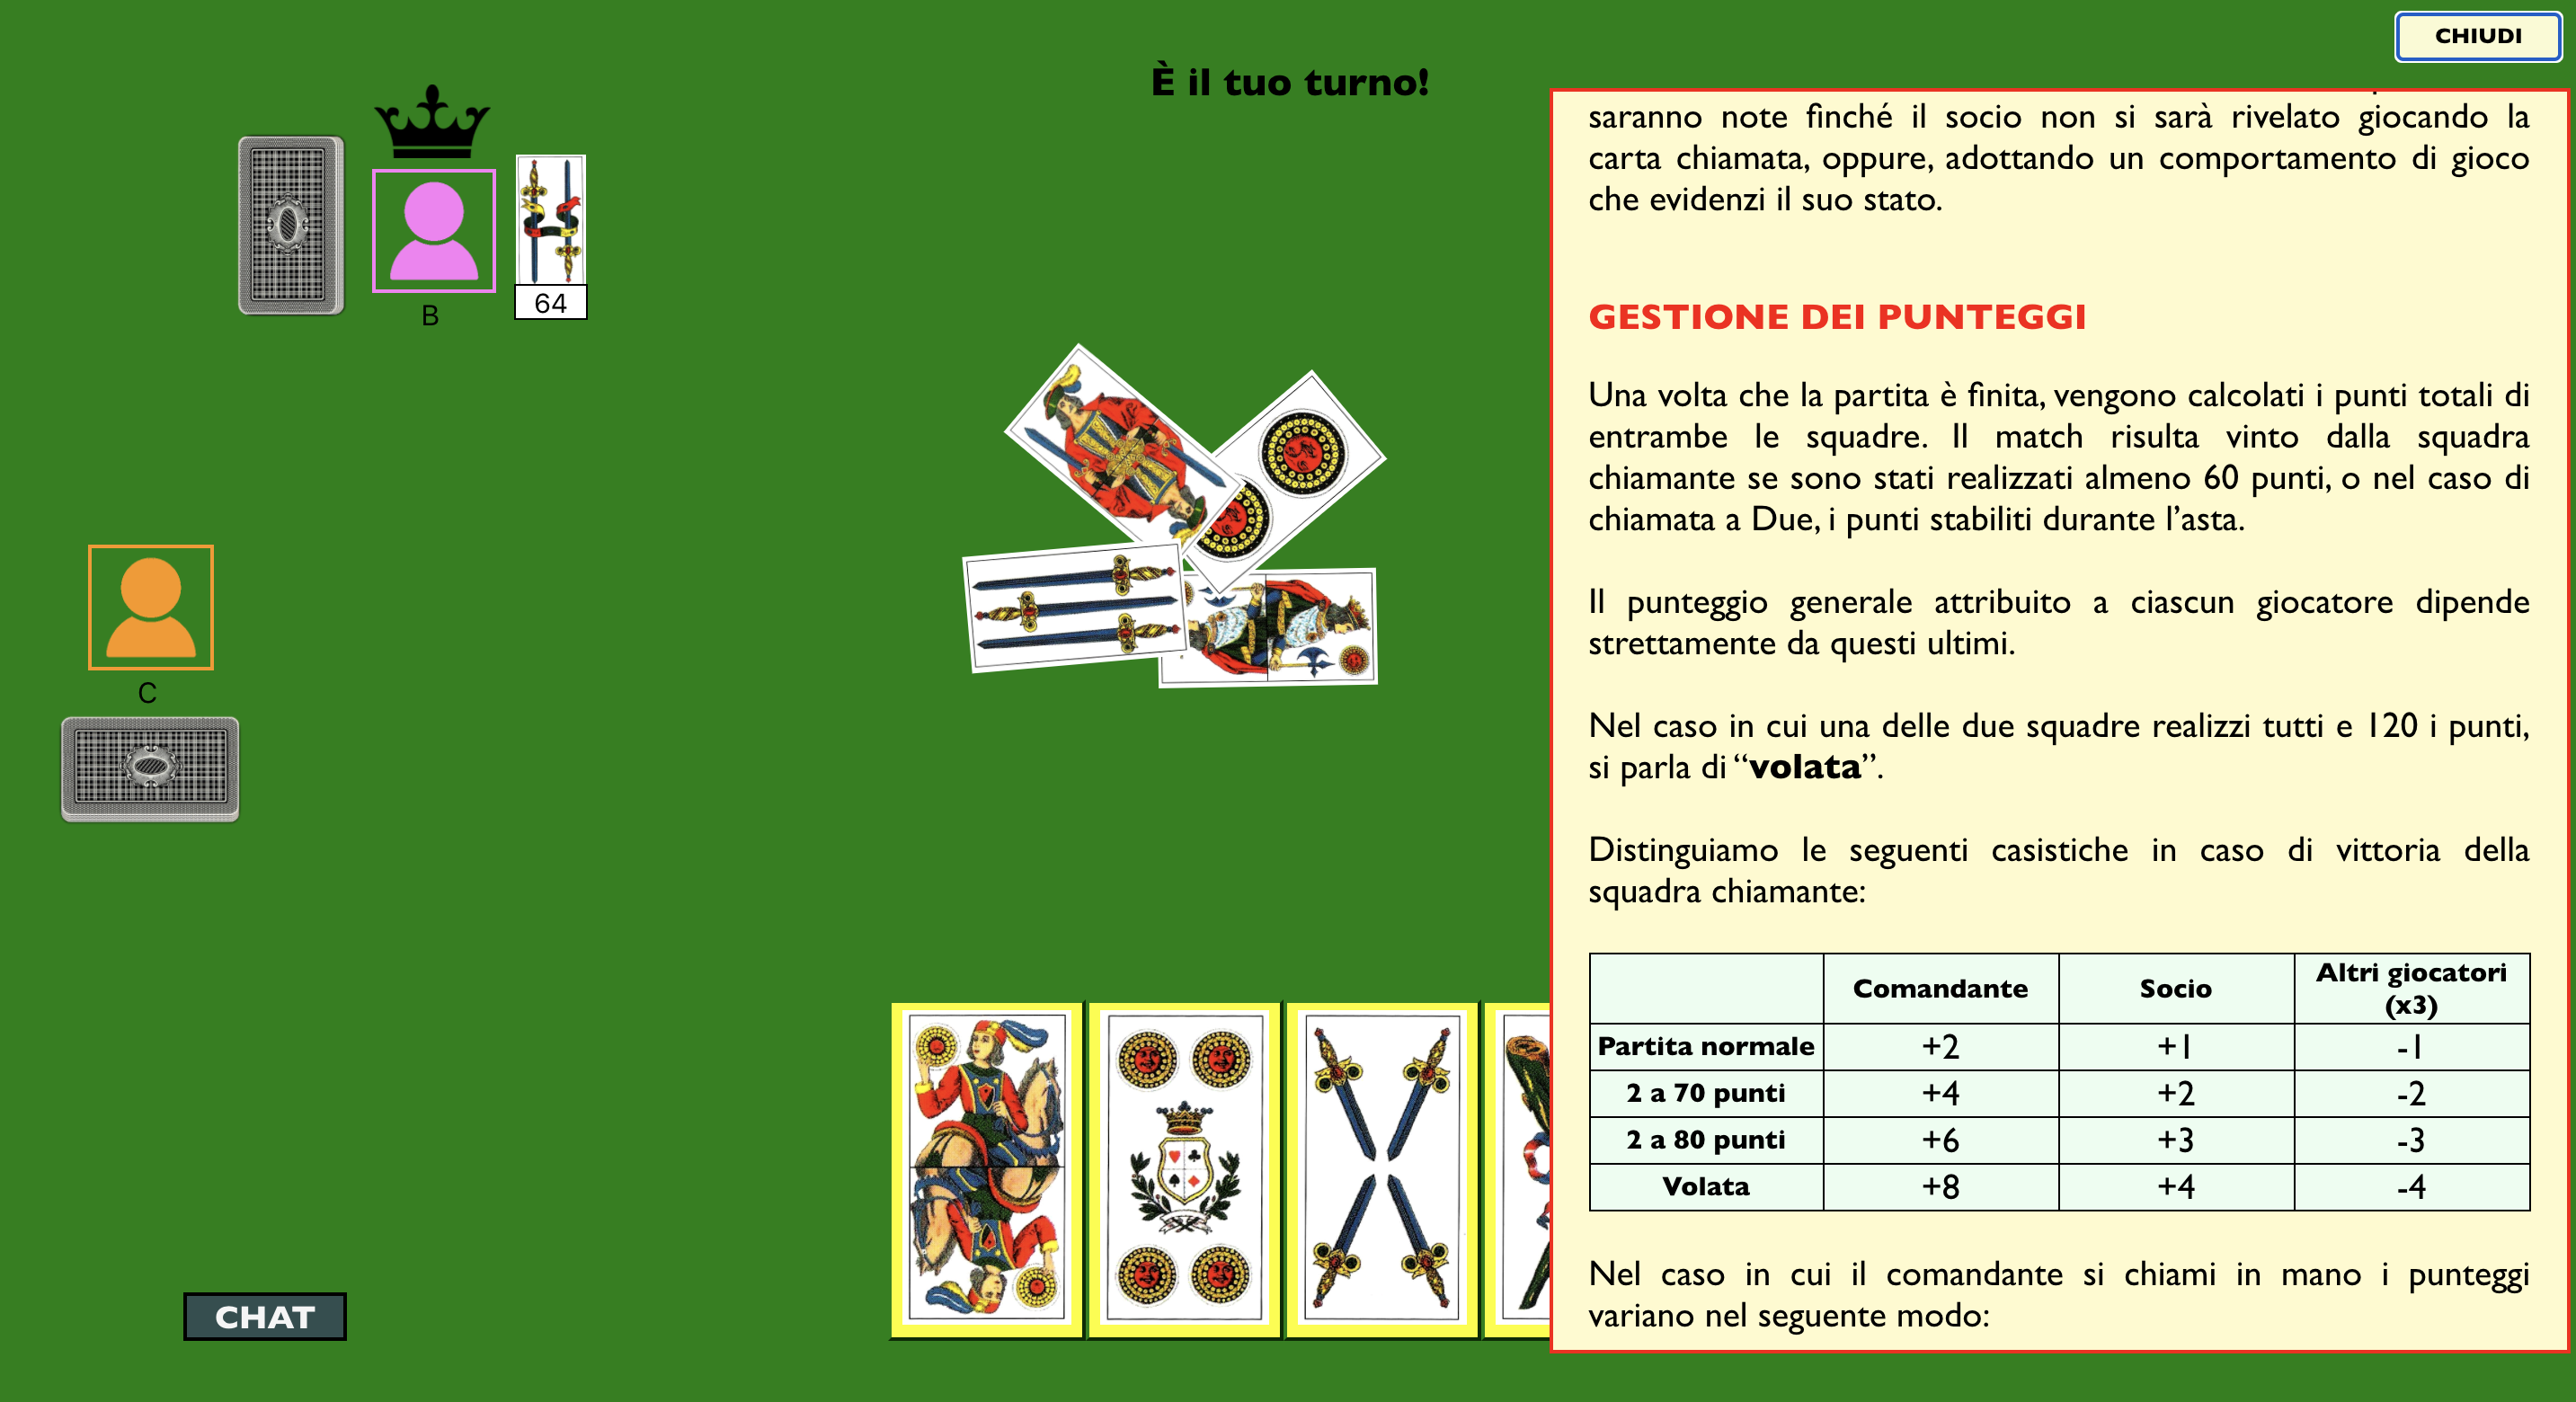 CHIUDI
È il tuo turno!
B
64
C
CHAT
saranno note finché il socio non si sarà rivelato giocando la
carta chiamata, oppure, adottando un comportamento di gioco
che evidenzi il suo stato.
GESTIONE DEI PUNTEGGI
Una volta che la partita è finita, vengono calcolati i punti totali di
entrambe le squadre. Il match risulta vinto dalla squadra
chiamante se sono stati realizzati almeno 60 punti, o nel caso di
chiamata a Due, i punti stabiliti durante l’asta.
Il punteggio generale attribuito a ciascun giocatore dipende
strettamente da questi ultimi.
Nel caso in cui una delle due squadre realizzi tutti e 120 i punti,
si parla di “volata”.
Distinguiamo le seguenti casistiche in caso di vittoria della
squadra chiamante:
Comandante Socio Altri giocatori (x3)
Partita normale +2 +1 -1
2 a 70 punti +4 +2 -2
2 a 80 punti +6 +3 -3
Volata +8 +4 -4
Nel caso in cui il comandante si chiami in mano i punteggi
variano nel seguente modo: